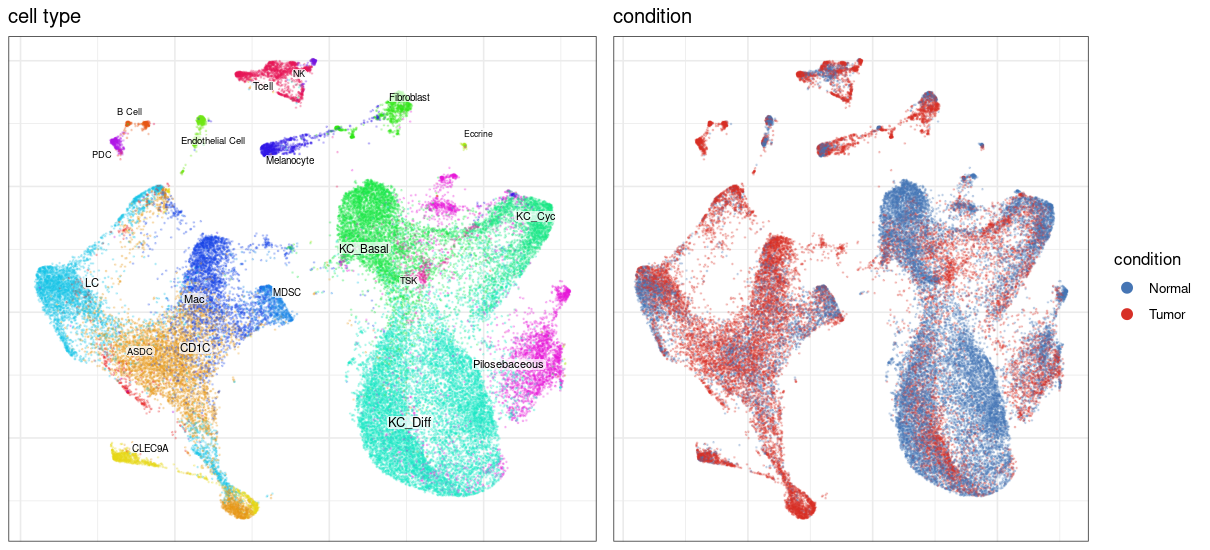 cell type
condition
NK
Tcell
Fibroblast
B Cell
Endothelial Cell
Eccrine
PDC
Melanocyte
KC_Cyc
KC_Basal
TSK
LC
MDSC
Mac
CD1C
ASDC
Pilosebaceous
KC_Diff
CLEC9A
condition
Normal
Tumor